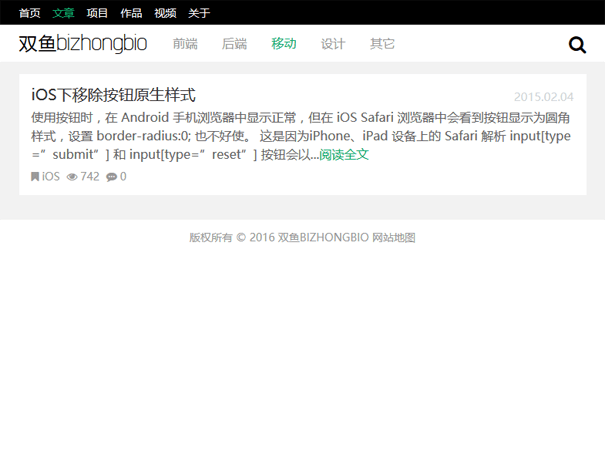 首页 文章 项目 作品 视频 关于
双鱼bizhongbio 前端 后端 移动 设计 其它
iOS下移除按钮原生样式 2015.02.04
使用按钮时，在 Android 手机浏览器中显示正常，但在 iOS Safari 浏览器中会看到按钮显示为圆角
样式，设置 border-radius:0; 也不好使。 这是因为iPhone、iPad 设备上的 Safari 解析 input[type
=”submit”] 和 input[type=”reset”] 按钮会以...阅读全文
iOS 742 0
版权所有 © 2016 双鱼BIZHONGBIO 网站地图